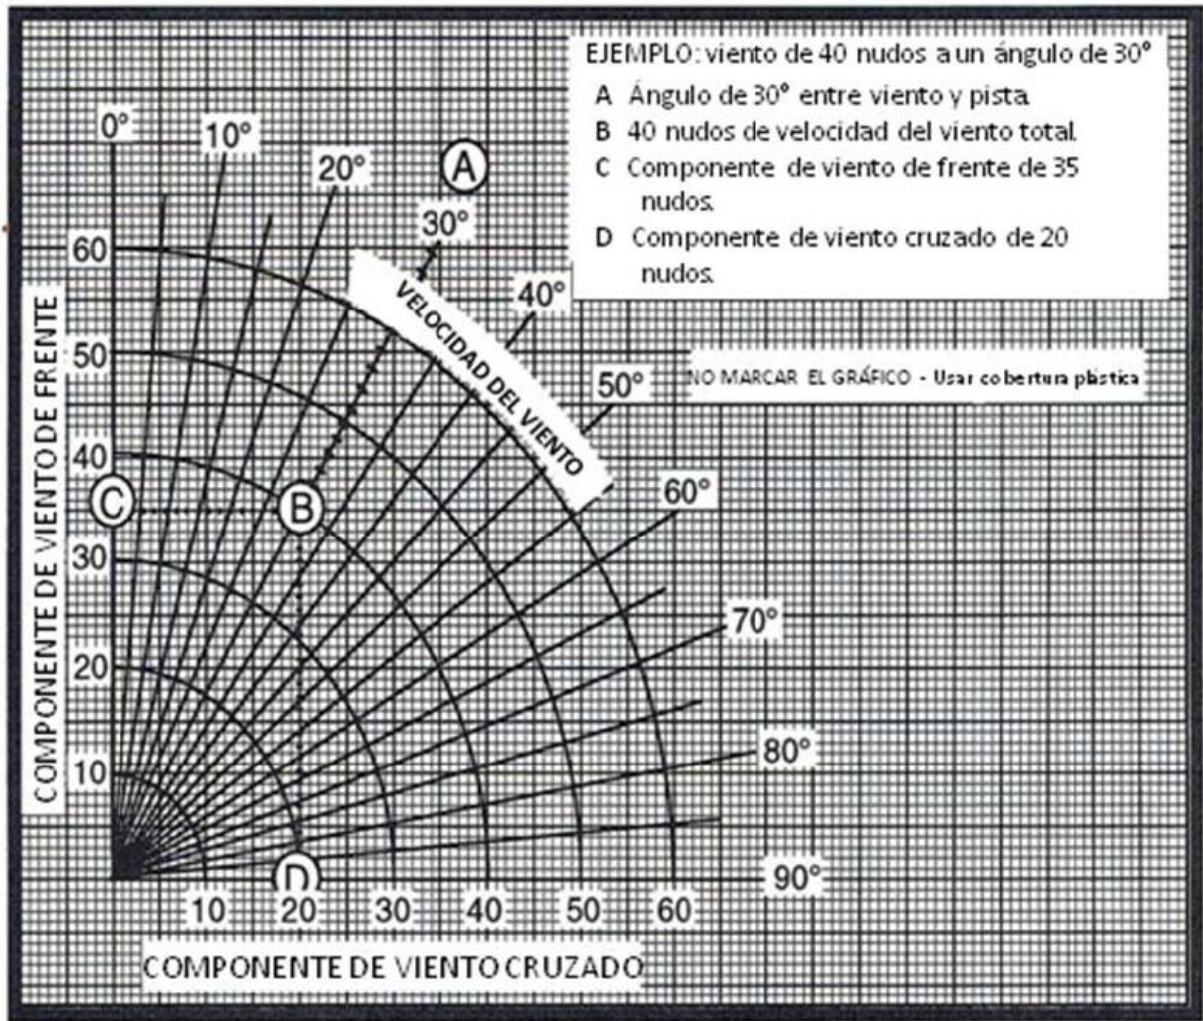 EJEMPLO: viento de 40 nudos a un ángulo de 30°
A Ángulo de 30° entre viento y pista
B 40 nudos de velocidad del viento total
C Componente de viento de frente de 35
nudos.
D Componente de viento cruzado de 20
nudos.
0°
10°
20°
A
30°
40°
50°
60°
70°
80°
90°
VELOCIDAD DEL VIENTO
NO MARCAR EL GRÁFICO - Usar cobertura plástica
COMPONENTE DE VIENTO DE FRENTE
60
50
40
C
B
30
20
10
D
10 20 30 40 50 60
COMPONENTE DE VIENTO CRUZADO